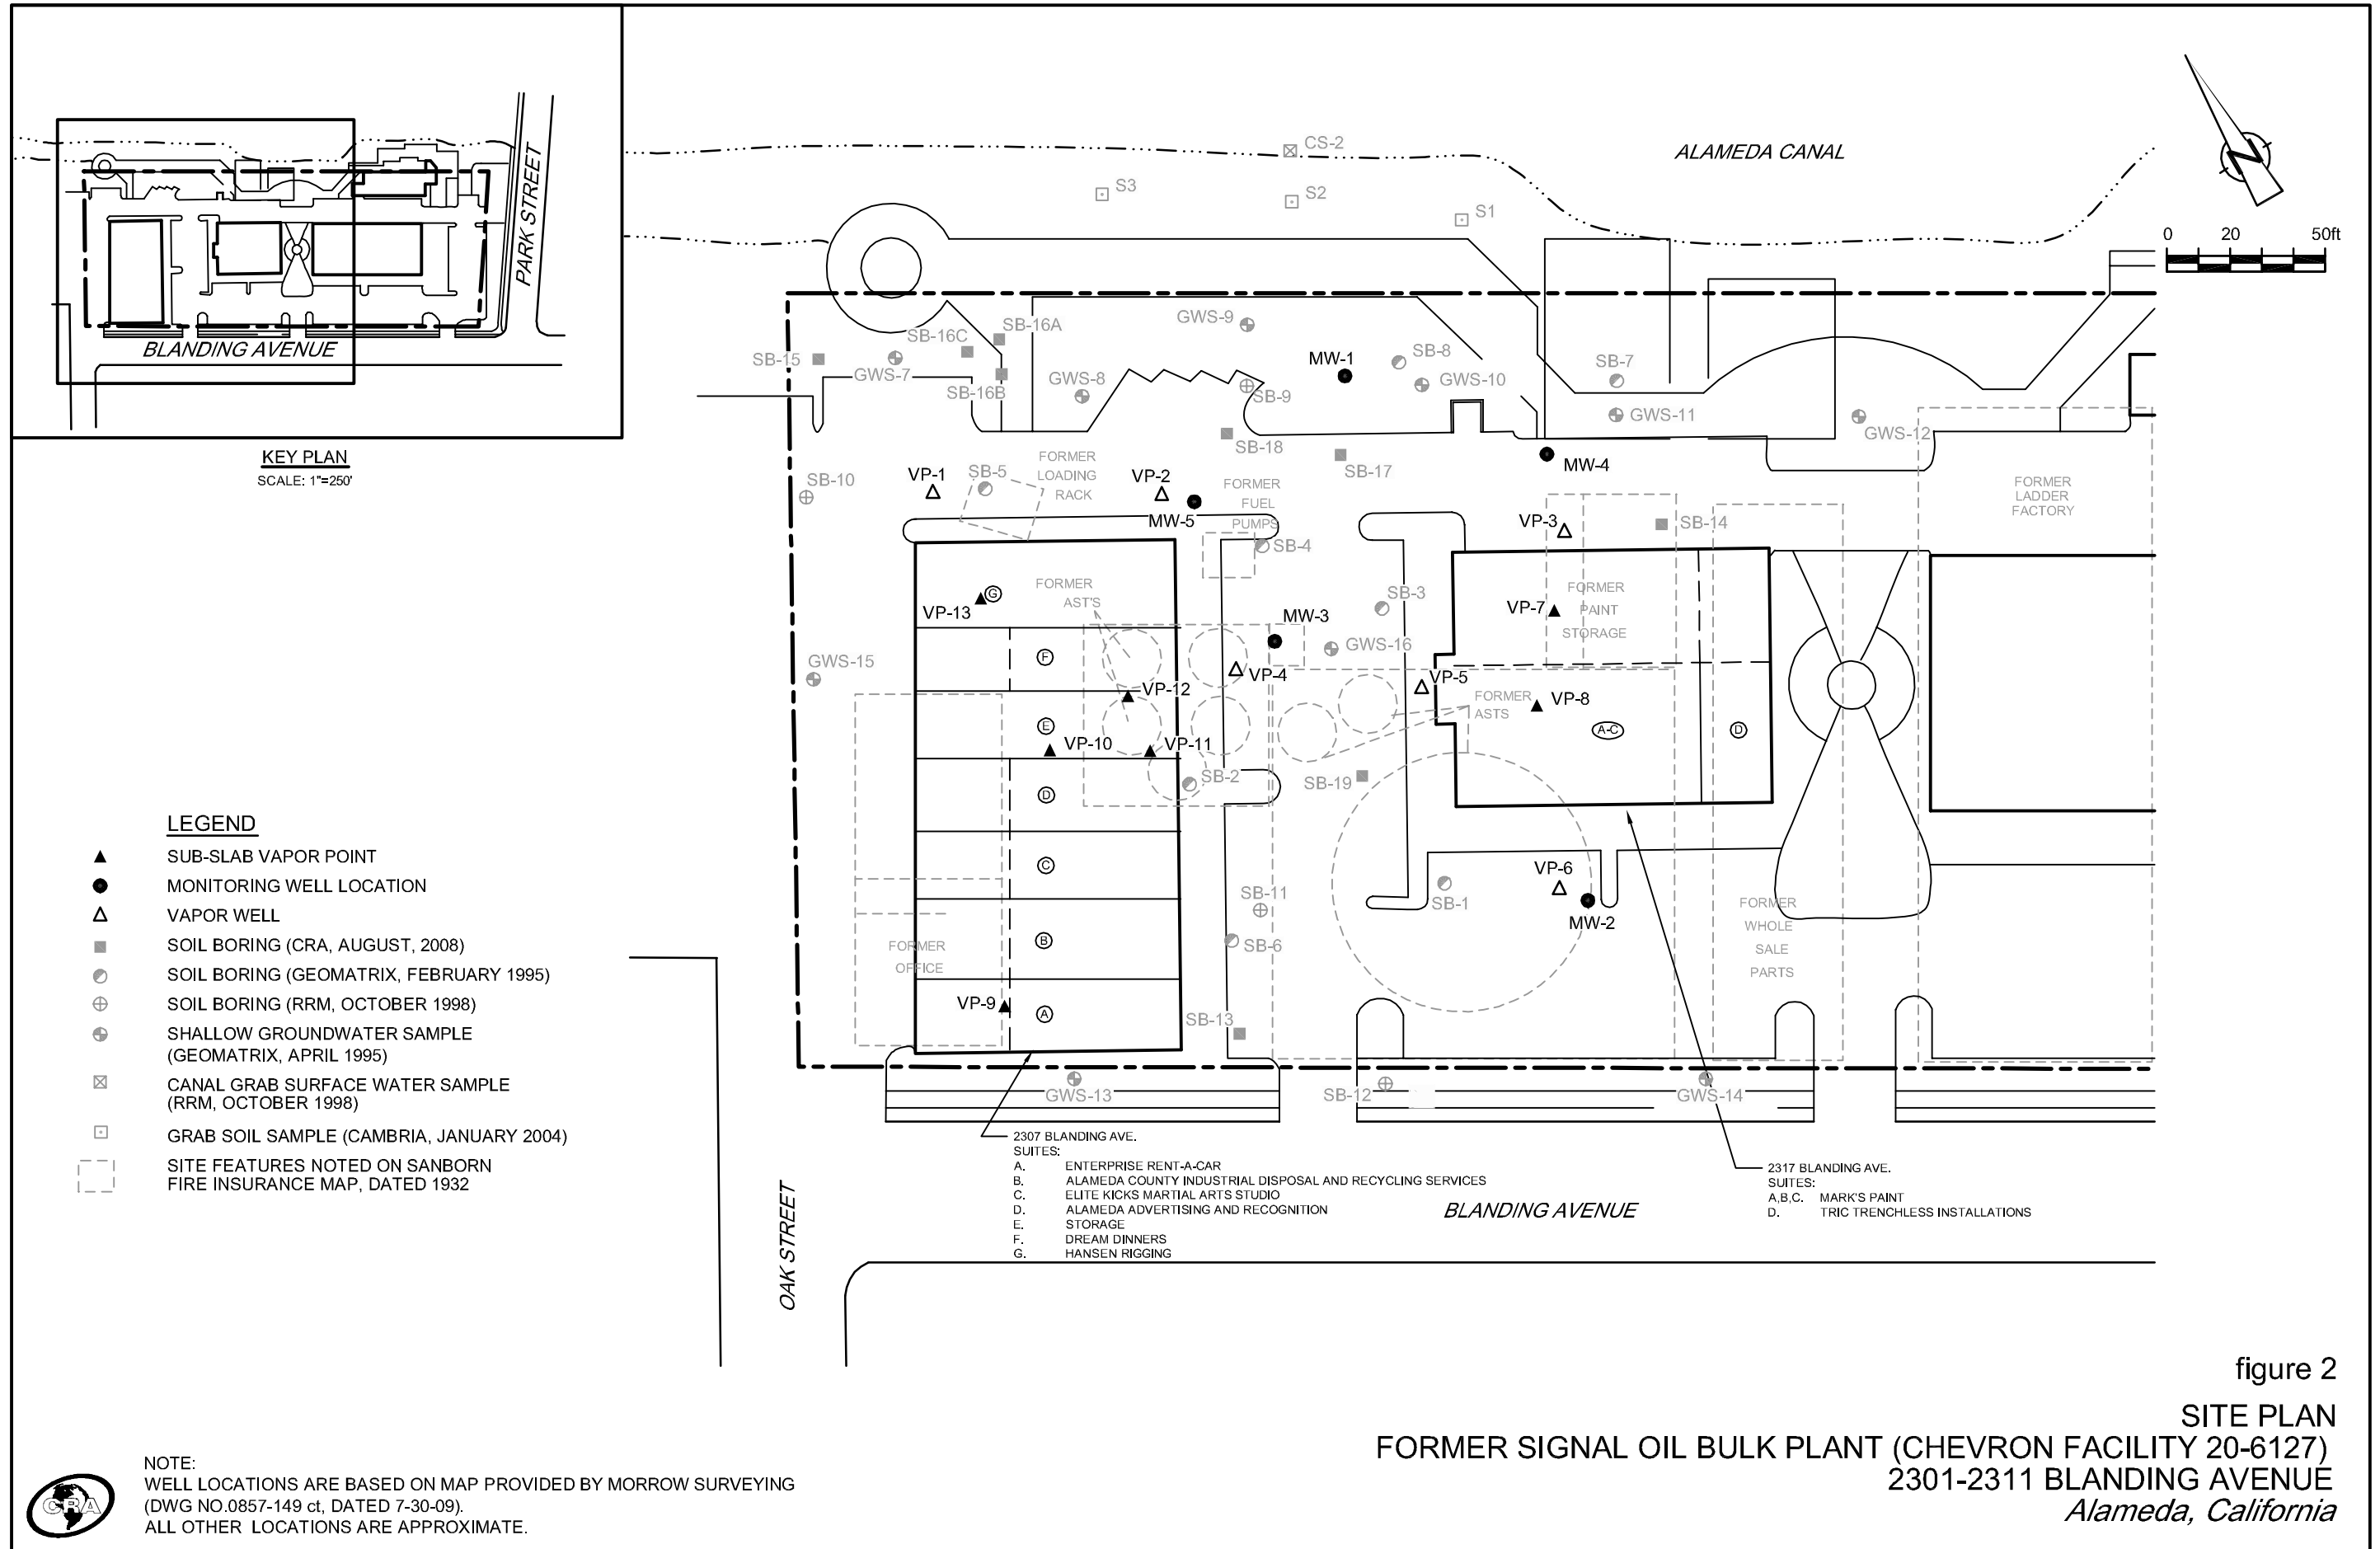 PARK STREET
BLANDING AVENUE
KEY PLAN
SCALE: 1"=250'
CS-2
ALAMEDA CANAL
S3
S2
S1
N
0 20 50ft
GWS-9
SB-16A
SB-16C
SB-15
GWS-7
SB-16B
GWS-8
MW-1
SB-8
GWS-10
SB-9
SB-7
GWS-11
GWS-12
SB-18
SB-17
MW-4
SB-10
VP-1
SB-5
FORMER
LOADING
RACK
VP-2
MW-5
FORMER
FUEL
PUMPS
SB-4
VP-3
SB-14
FORMER
LADDER
FACTORY
VP-13
G
FORMER
AST'S
SB-3
MW-3
GWS-16
VP-7
FORMER
PAINT
STORAGE
GWS-15
F
VP-4
VP-5
VP-12
FORMER
ASTS
VP-8
E
VP-10
VP-11
A-C
D
SB-2
SB-19
D
C
VP-6
SB-1
MW-2
SB-11
SB-6
B
FORMER
OFFICE
FORMER
WHOLE
SALE
PARTS
VP-9
A
SB-13
GWS-13
SB-12
GWS-14
LEGEND
SUB-SLAB VAPOR POINT
MONITORING WELL LOCATION
VAPOR WELL
SOIL BORING (CRA, AUGUST, 2008)
SOIL BORING (GEOMATRIX, FEBRUARY 1995)
SOIL BORING (RRM, OCTOBER 1998)
SHALLOW GROUNDWATER SAMPLE
(GEOMATRIX, APRIL 1995)
CANAL GRAB SURFACE WATER SAMPLE
(RRM, OCTOBER 1998)
GRAB SOIL SAMPLE (CAMBRIA, JANUARY 2004)
SITE FEATURES NOTED ON SANBORN
FIRE INSURANCE MAP, DATED 1932
2307 BLANDING AVE.
SUITES:
A. ENTERPRISE RENT-A-CAR
B. ALAMEDA COUNTY INDUSTRIAL DISPOSAL AND RECYCLING SERVICES
C. ELITE KICKS MARTIAL ARTS STUDIO
D. ALAMEDA ADVERTISING AND RECOGNITION
E. STORAGE
F. DREAM DINNERS
G. HANSEN RIGGING
2317 BLANDING AVE.
SUITES:
A,B,C. MARK'S PAINT
D. TRIC TRENCHLESS INSTALLATIONS
BLANDING AVENUE
OAK STREET
figure 2
SITE PLAN
FORMER SIGNAL OIL BULK PLANT (CHEVRON FACILITY 20-6127)
2301-2311 BLANDING AVENUE
Alameda, California
CRA
NOTE:
WELL LOCATIONS ARE BASED ON MAP PROVIDED BY MORROW SURVEYING
(DWG NO.0857-149 ct, DATED 7-30-09).
ALL OTHER LOCATIONS ARE APPROXIMATE.